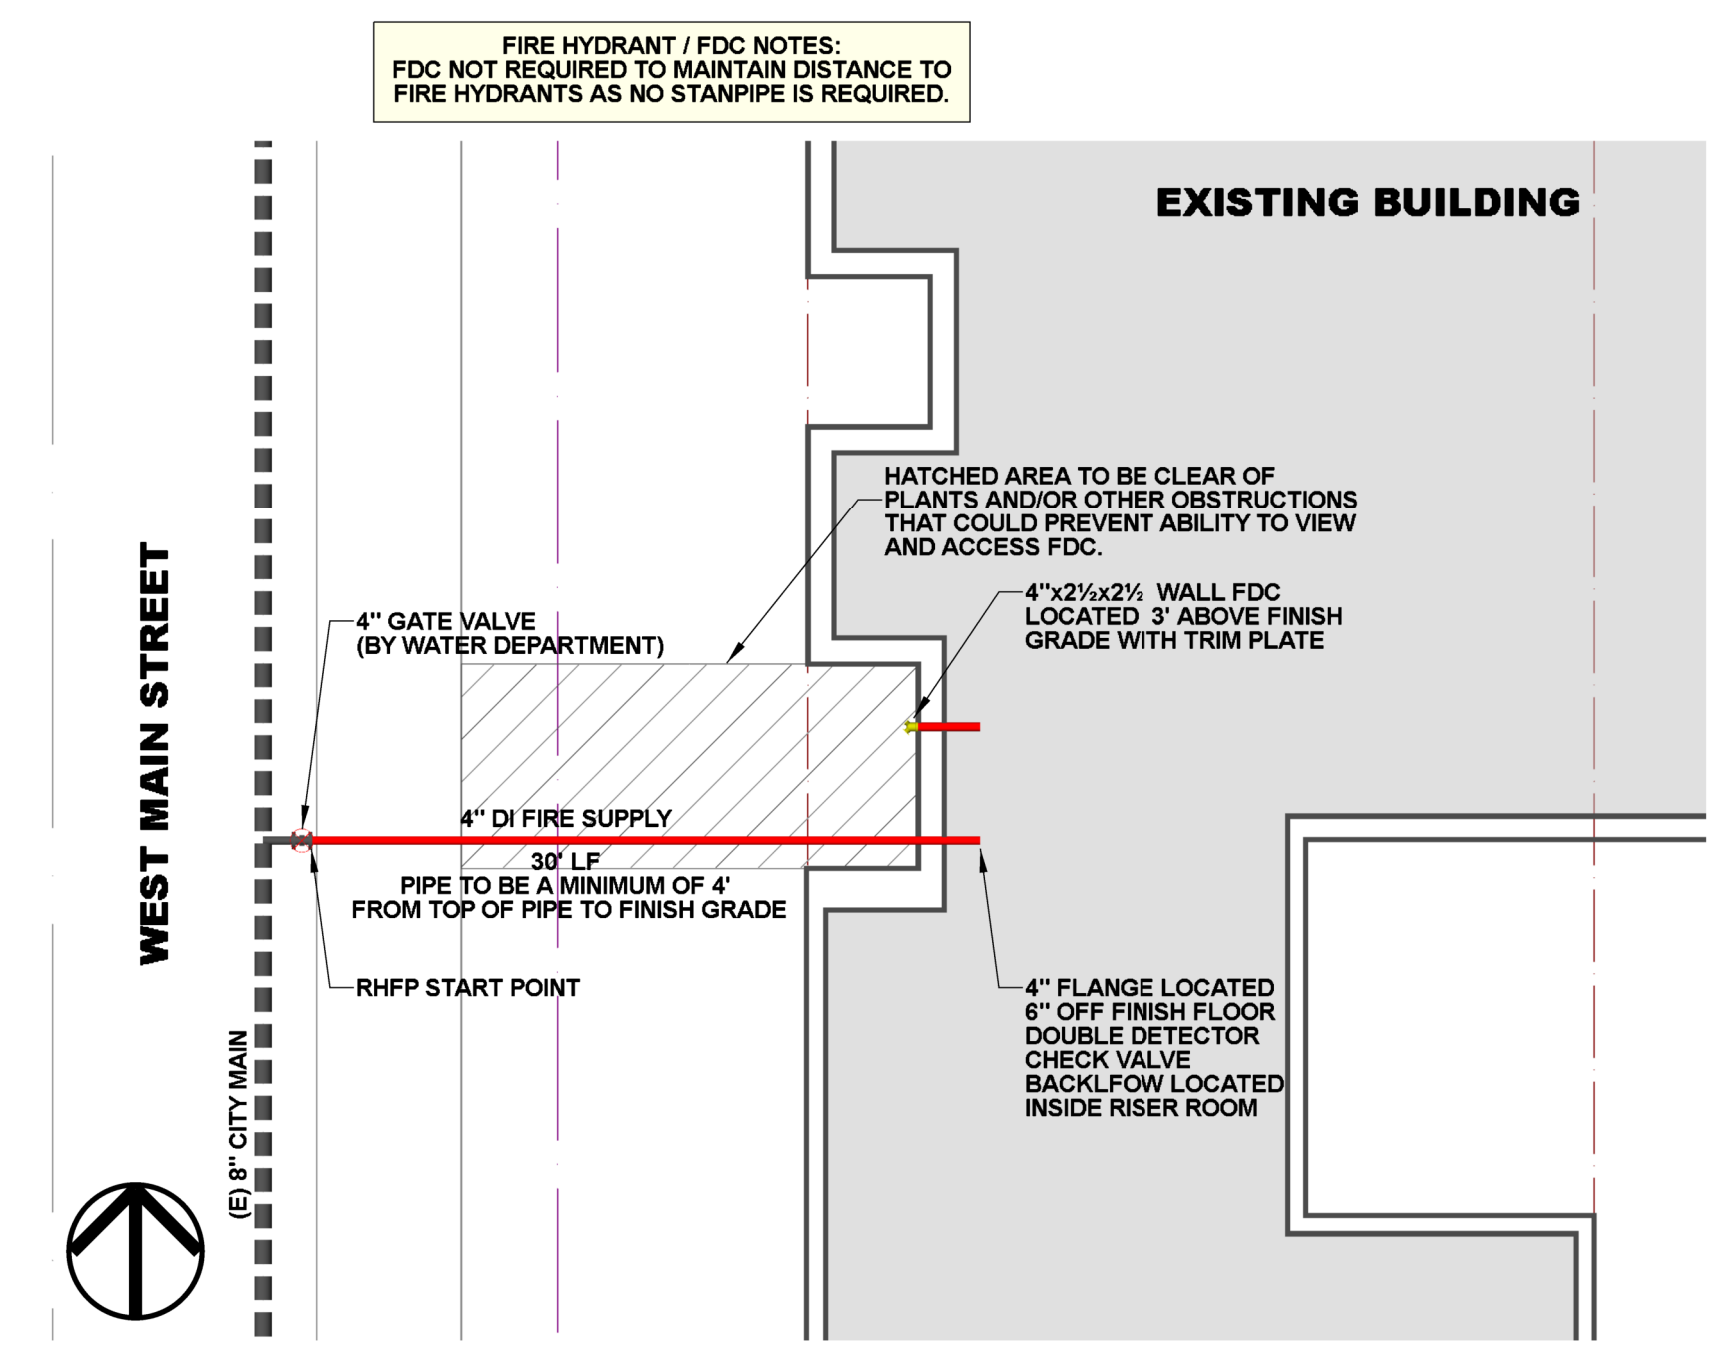 FIRE HYDRANT / FDC NOTES:
FDC NOT REQUIRED TO MAINTAIN DISTANCE TO
FIRE HYDRANTS AS NO STANPIPE IS REQUIRED.
EXISTING BUILDING
HATCHED AREA TO BE CLEAR OF
PLANTS AND/OR OTHER OBSTRUCTIONS
THAT COULD PREVENT ABILITY TO VIEW
AND ACCESS FDC.
4"x2½x2½ WALL FDC
LOCATED 3' ABOVE FINISH
GRADE WITH TRIM PLATE
4" GATE VALVE
(BY WATER DEPARTMENT)
WEST MAIN STREET
4" DI FIRE SUPPLY
30' LF
PIPE TO BE A MINIMUM OF 4'
FROM TOP OF PIPE TO FINISH GRADE
RHFP START POINT
4" FLANGE LOCATED
6" OFF FINISH FLOOR
DOUBLE DETECTOR
CHECK VALVE
BACKLFOW LOCATED
INSIDE RISER ROOM
(E) 8" CITY MAIN